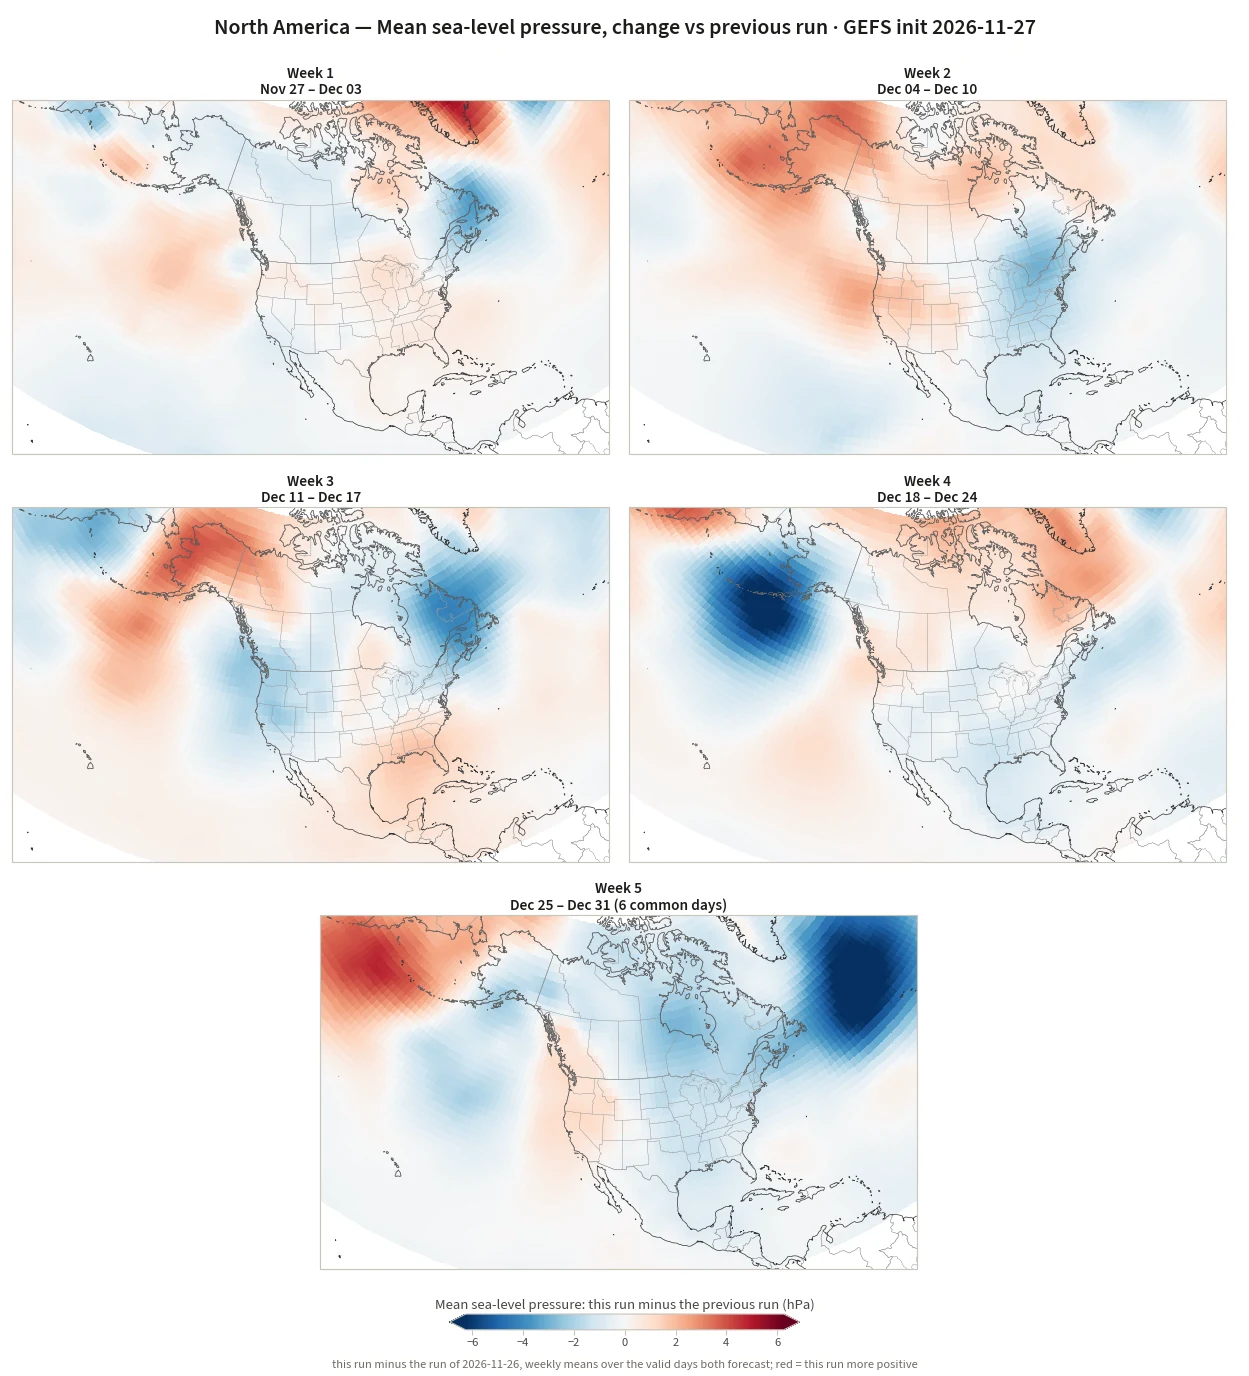 North America — Mean sea-level pressure, change vs previous run · GEFS init 2026-11-27
Week 1
Nov 27 – Dec 03
Week 2
Dec 04 – Dec 10
Week 3
Dec 11 – Dec 17
Week 4
Dec 18 – Dec 24
Week 5
Dec 25 – Dec 31 (6 common days)
Mean sea-level pressure: this run minus the previous run (hPa)
−6 −4 −2 0 2 4 6
this run minus the run of 2026-11-26, weekly means over the valid days both forecast; red = this run more positive